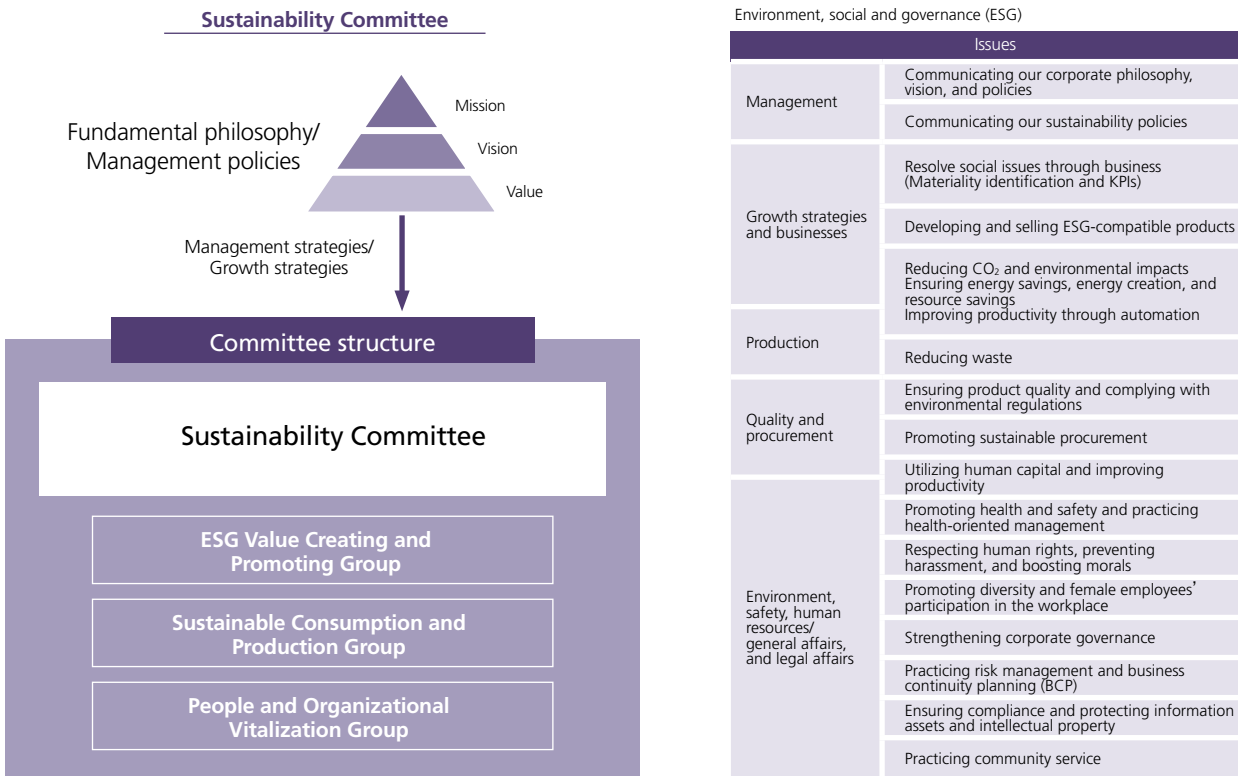 Sustainability Committee
Fundamental philosophy/
Management policies
Mission
Vision
Value
Management strategies/
Growth strategies
Committee structure
Sustainability Committee
ESG Value Creating and
Promoting Group
Sustainable Consumption and
Production Group
People and Organizational
Vitalization Group
Environment, social and governance (ESG)
Issues
Management
Communicating our corporate philosophy,
vision, and policies
Communicating our sustainability policies
Growth strategies
and businesses
Resolve social issues through business
(Materiality identification and KPIs)
Developing and selling ESG-compatible products
Reducing CO₂ and environmental impacts
Ensuring energy savings, energy creation, and
resource savings
Improving productivity through automation
Production
Reducing waste
Quality and
procurement
Ensuring product quality and complying with
environmental regulations
Promoting sustainable procurement
Utilizing human capital and improving
productivity
Environment,
safety, human
resources/
general affairs,
and legal affairs
Promoting health and safety and practicing
health-oriented management
Respecting human rights, preventing
harassment, and boosting morals
Promoting diversity and female employees’
participation in the workplace
Strengthening corporate governance
Practicing risk management and business
continuity planning (BCP)
Ensuring compliance and protecting information
assets and intellectual property
Practicing community service